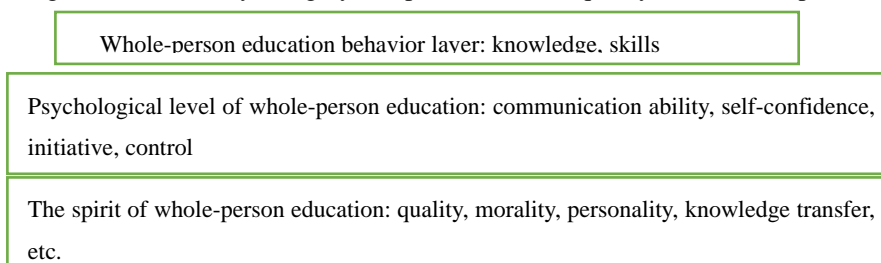 Whole-person education behavior layer: knowledge, skills
Psychological level of whole-person education: communication ability, self-confidence,
initiative, control
The spirit of whole-person education: quality, morality, personality, knowledge transfer,
etc.